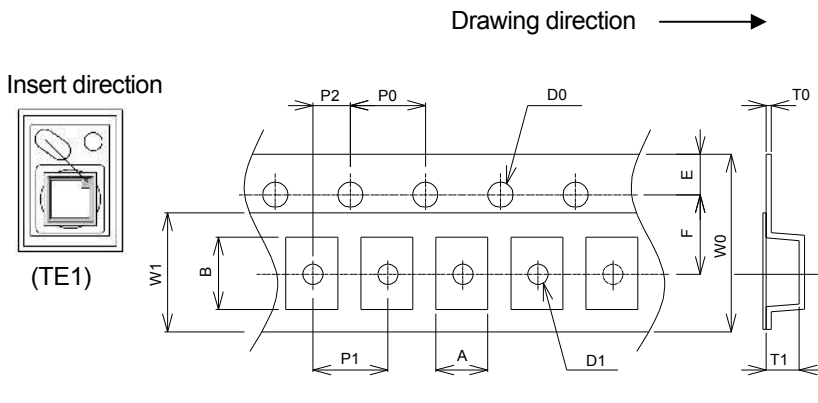 Drawing direction
Insert direction
(TE1)
P2
P0
D0
T0
E
F
W0
W1
B
P1
A
D1
T1